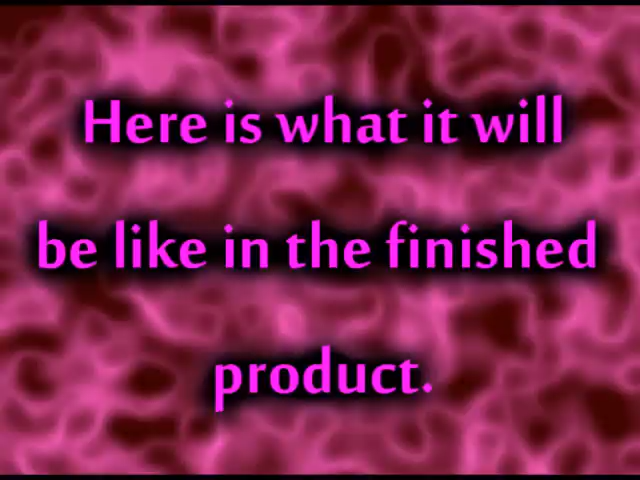 Here is what it will
be like in the finished
product.